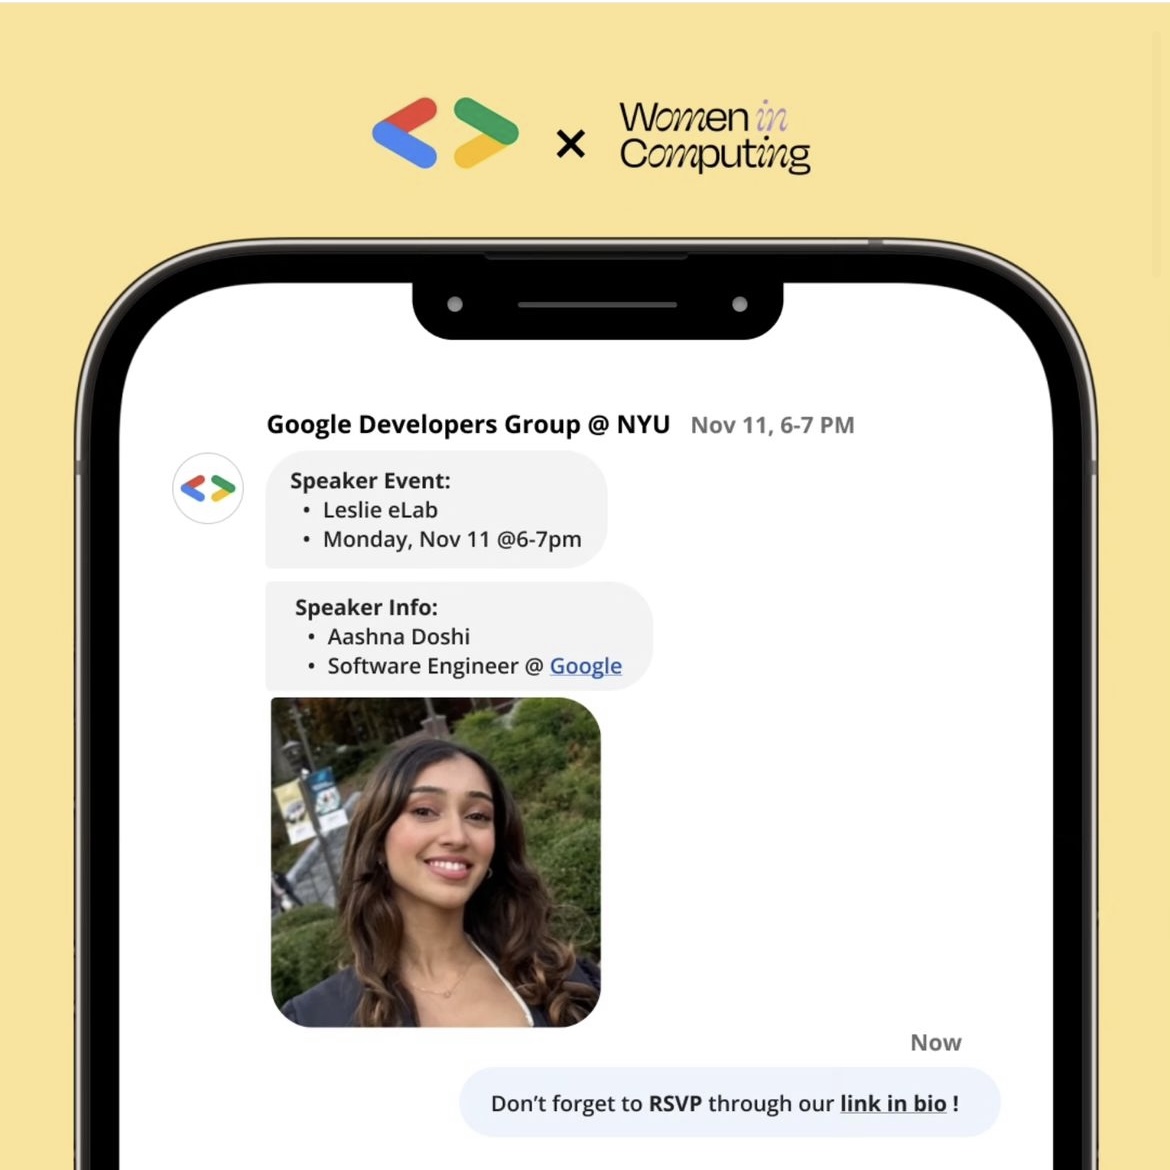 Women in
Computing
Google Developers Group @ NYU Nov 11, 6-7 PM
Speaker Event:
• Leslie eLab
• Monday, Nov 11 @6-7pm
Speaker Info:
• Aashna Doshi
• Software Engineer @ Google
Now
Don’t forget to RSVP through our link in bio !